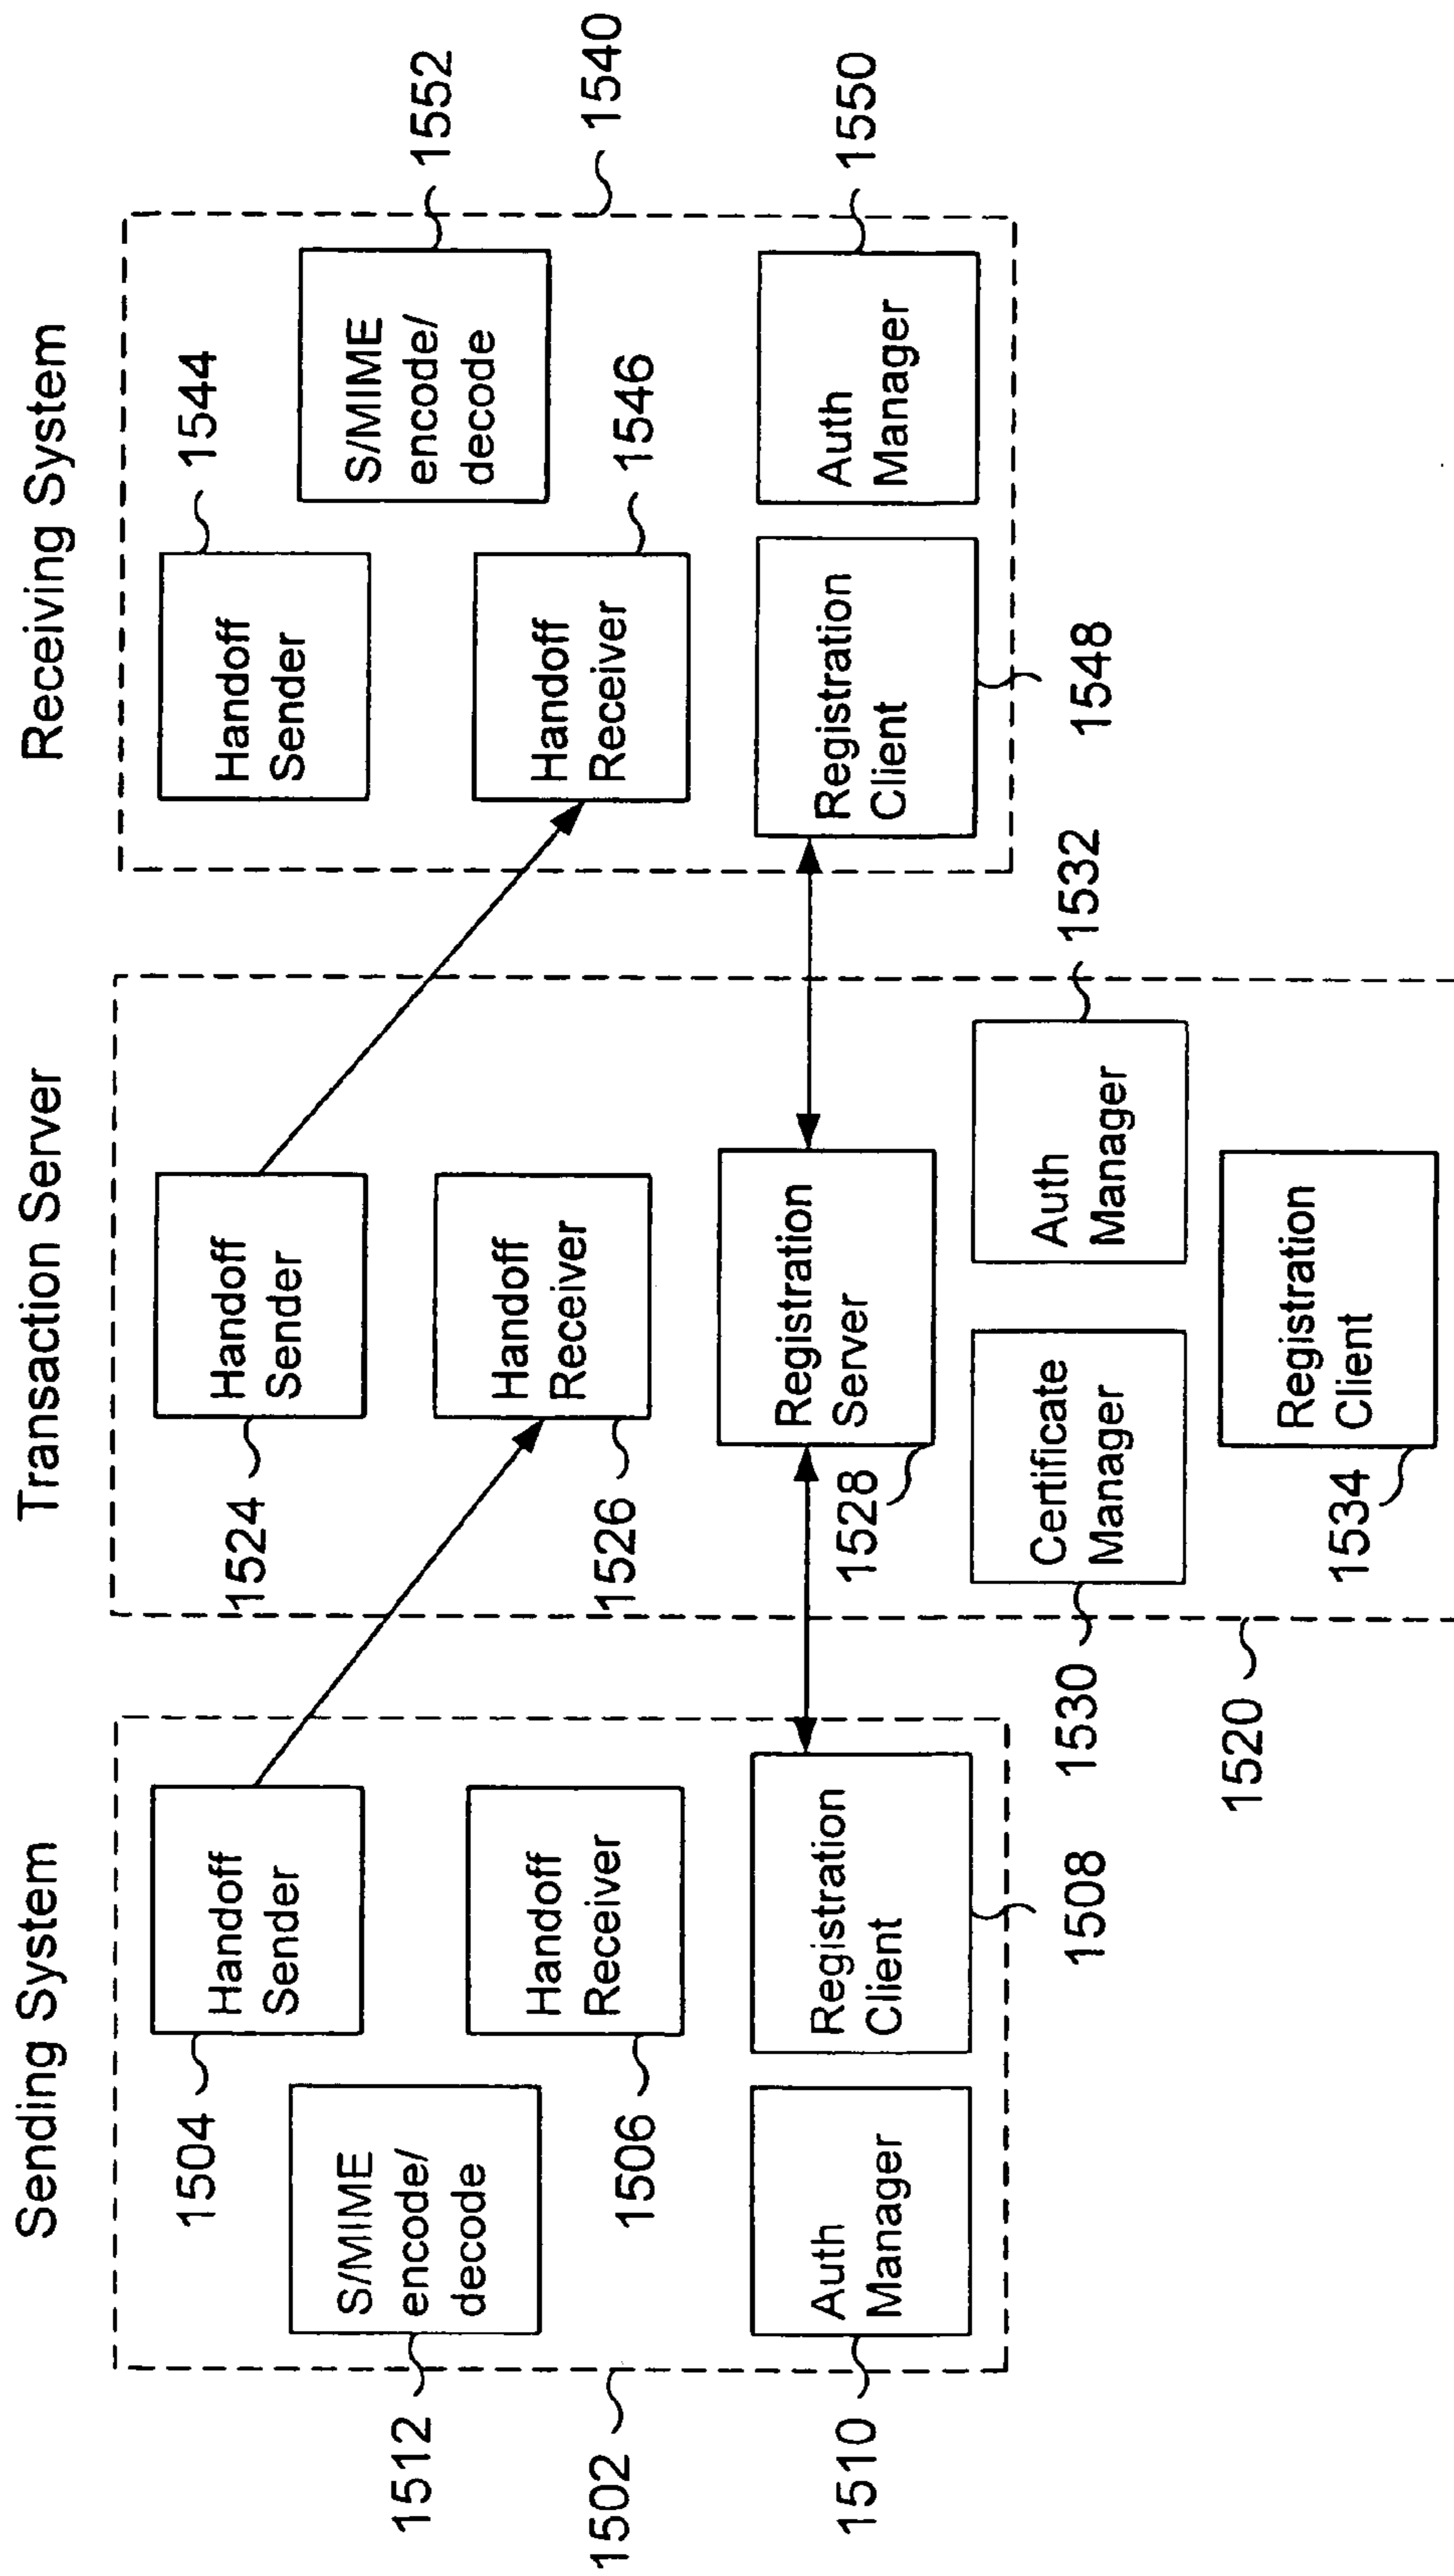 Sending System
Transaction Server
Receiving System
1504
Handoff
Sender
1512
S/MIME
encode/
decode
1506
Handoff
Receiver
1502
1510
Auth
Manager
Registration
Client
1508
1524
Handoff
Sender
1526
Handoff
Receiver
1528
Registration
Server
1530
Certificate
Manager
Auth
Manager
1532
1520
1534
Registration
Client
Handoff
Sender
1544
S/MIME
encode/
decode
1552
1540
Handoff
Receiver
1546
Registration
Client
1548
Auth
Manager
1550